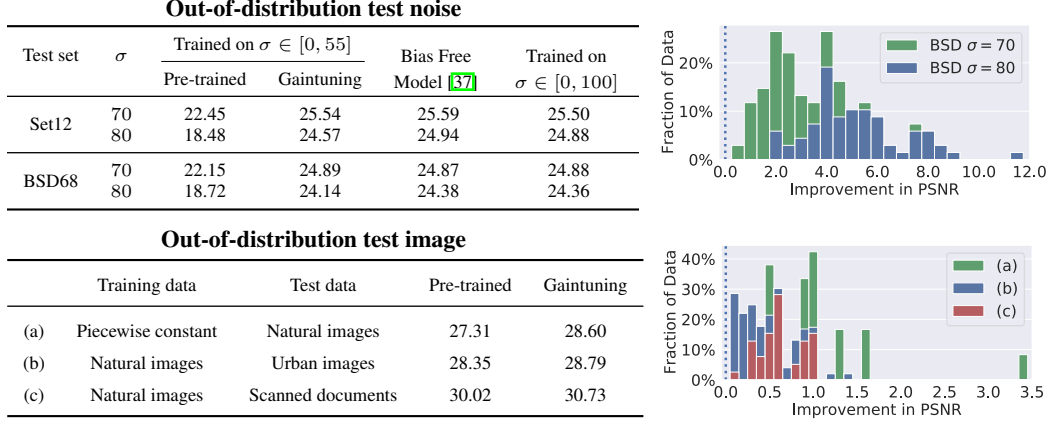 Out-of-distribution test noise
Test set σ Trained on σ ∈ [0, 55] Bias Free Model [37] Trained on σ ∈ [0, 100]
Pre-trained Gaintuning
Set12 70 22.45 25.54 25.59 25.50
80 18.48 24.57 24.94 24.88
BSD68 70 22.15 24.89 24.87 24.88
80 18.72 24.14 24.38 24.36
Fraction of Data
20%
10%
0%
BSD σ = 70
BSD σ = 80
0.0 2.0 4.0 6.0 8.0 10.0 12.0
Improvement in PSNR
Out-of-distribution test image
Training data Test data Pre-trained Gaintuning
(a) Piecewise constant Natural images 27.31 28.60
(b) Natural images Urban images 28.35 28.79
(c) Natural images Scanned documents 30.02 30.73
Fraction of Data
40%
30%
20%
10%
0%
(a)
(b)
(c)
0.0 0.5 1.0 1.5 2.0 2.5 3.0 3.5
Improvement in PSNR